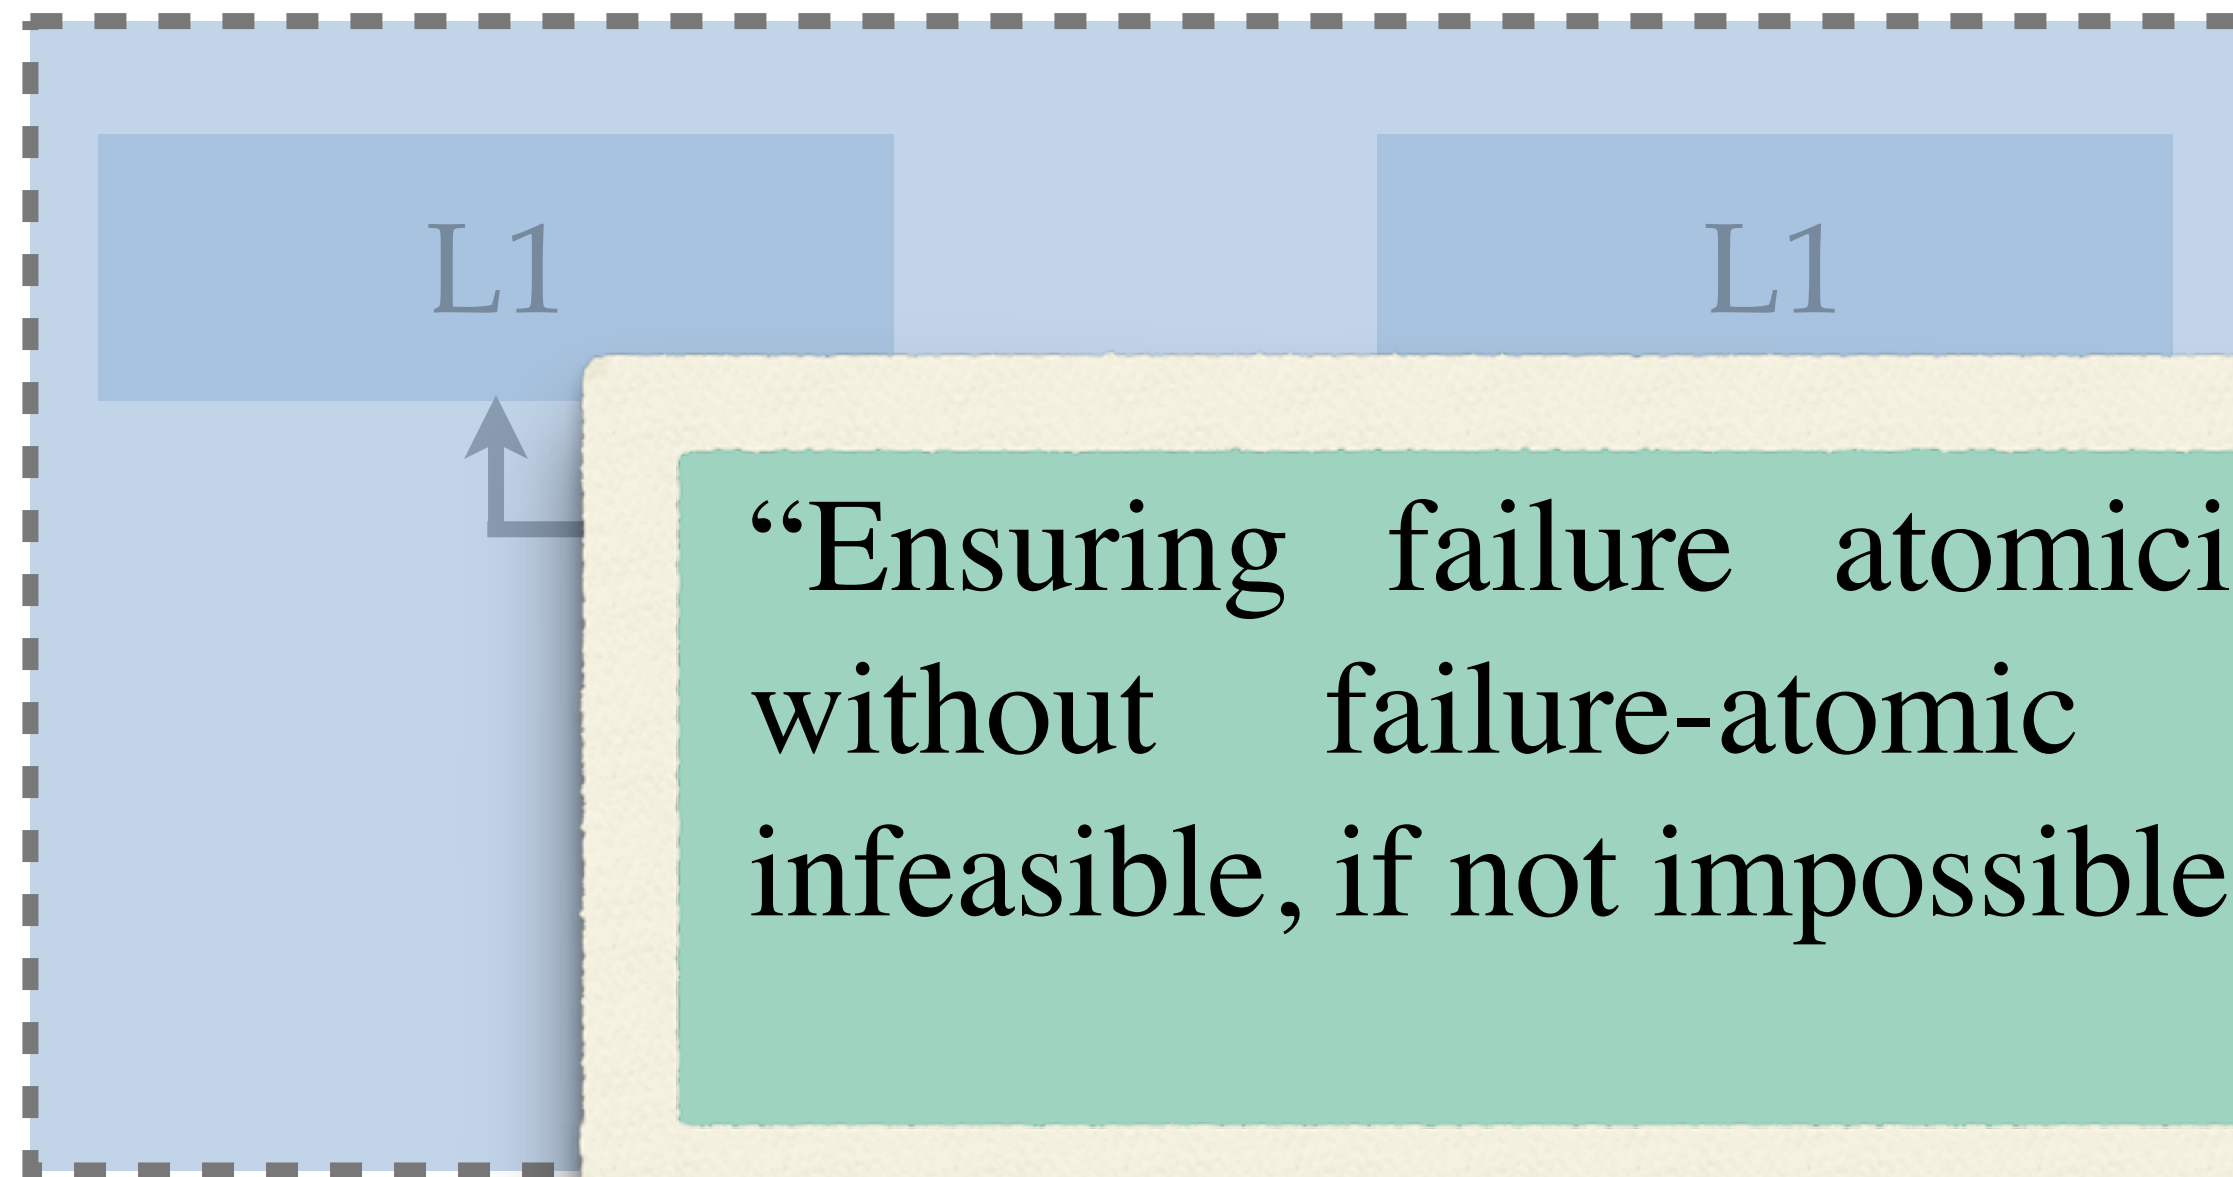 L1 L1
“Ensuring failure atomici
without failure-atomic
infeasible, if not impossible